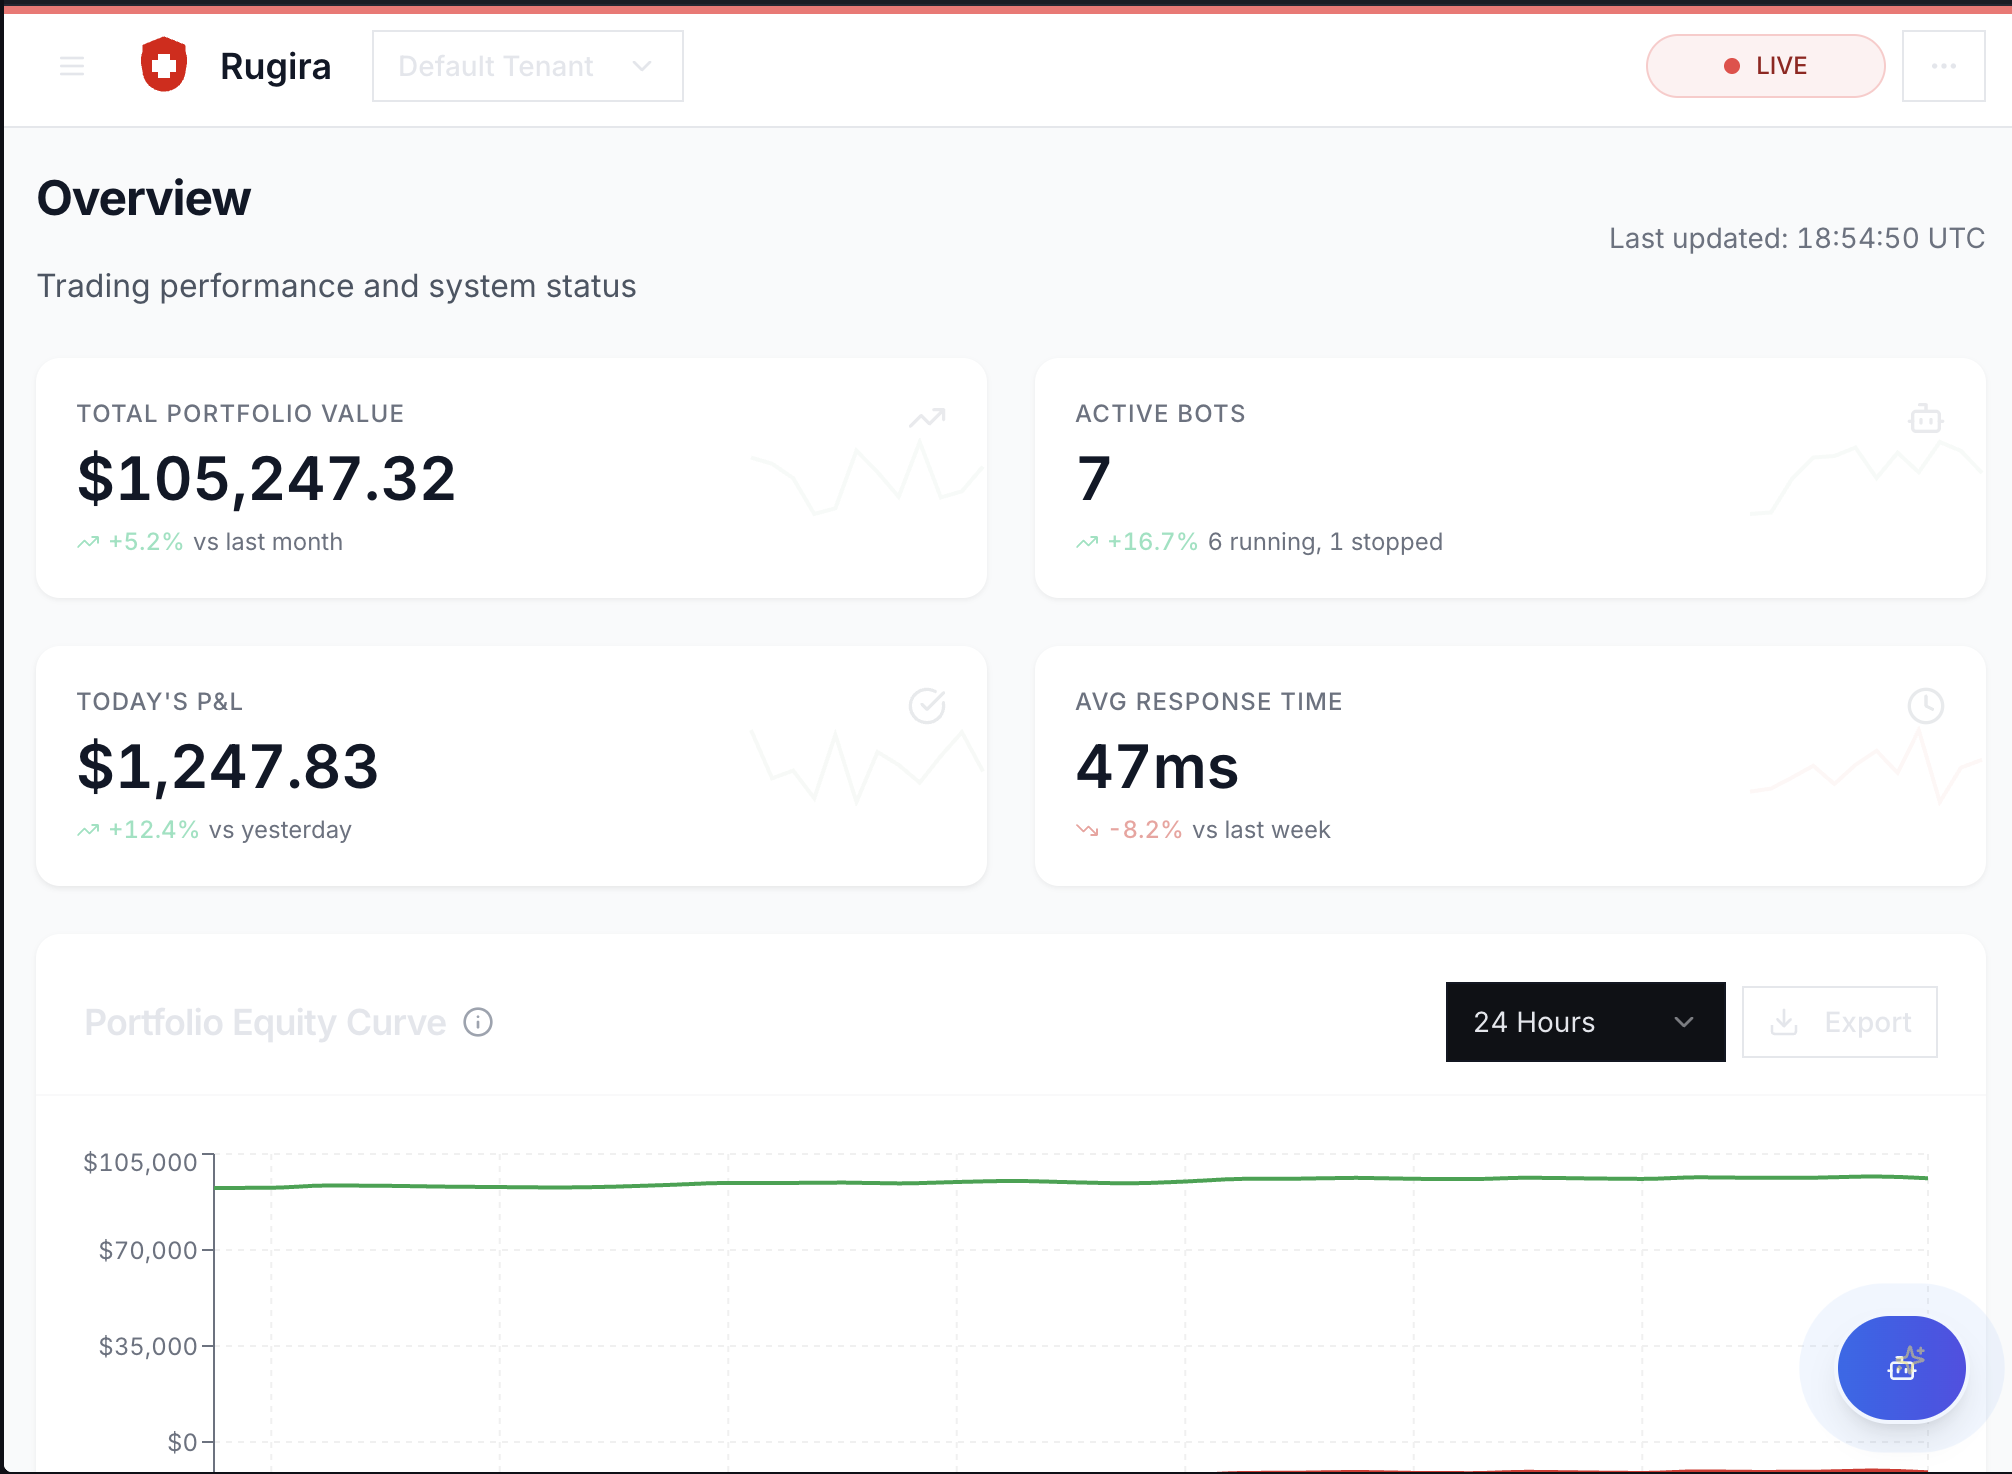 Rugira
Default Tenant
LIVE
Overview
Last updated: 18:54:50 UTC
Trading performance and system status
TOTAL PORTFOLIO VALUE
$105,247.32
+5.2% vs last month
ACTIVE BOTS
7
+16.7% 6 running, 1 stopped
TODAY'S P&L
$1,247.83
+12.4% vs yesterday
AVG RESPONSE TIME
47ms
-8.2% vs last week
Portfolio Equity Curve
24 Hours
Export
$105,000
$70,000
$35,000
$0